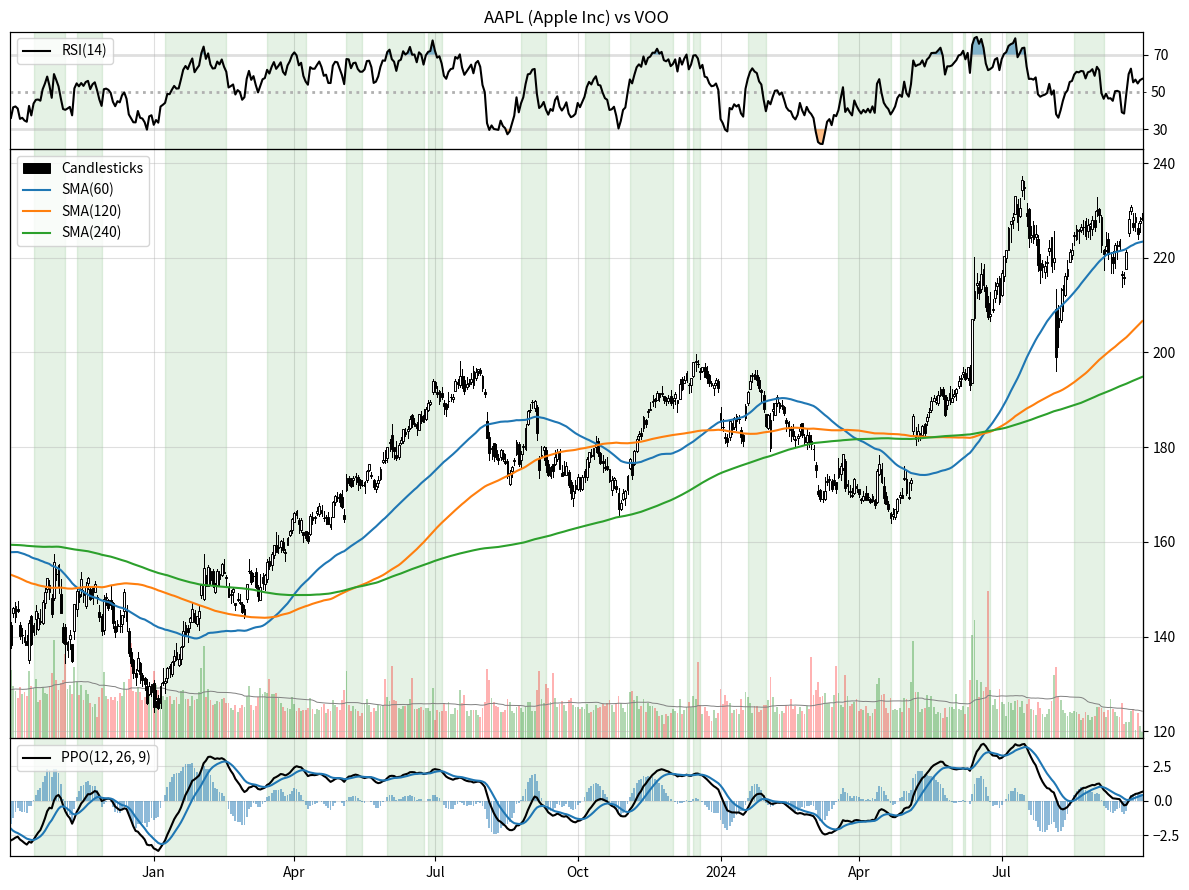 AAPL (Apple Inc) vs VOO
RSI(14)
70
50
30
Candlesticks
SMA(60)
SMA(120)
SMA(240)
240
220
200
180
160
140
120
PPO(12, 26, 9)
2.5
0.0
−2.5
Jan Apr Jul Oct 2024 Apr Jul